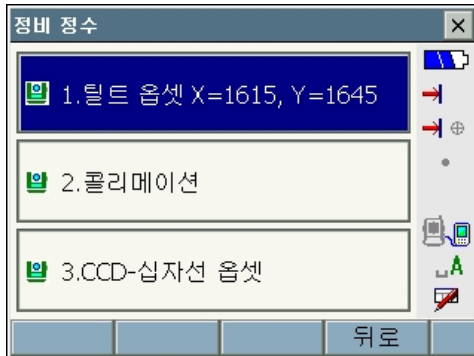 정비 정수
1.틸트 옵셋 X=1615, Y=1645
2.콜리메이션
3.CCD-십자선 옵셋
A
뒤로